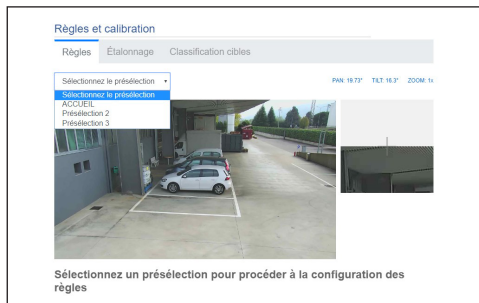 Règles et calibration
Règles Étalonnage Classification cibles
Sélectionnez le présélection
PAN: 19.73° TILT: 16.3° ZOOM: 1x
Sélectionnez le présélection
ACCUEIL
Présélection 2
Présélection 3
Sélectionnez un présélection pour procéder à la configuration des
règles